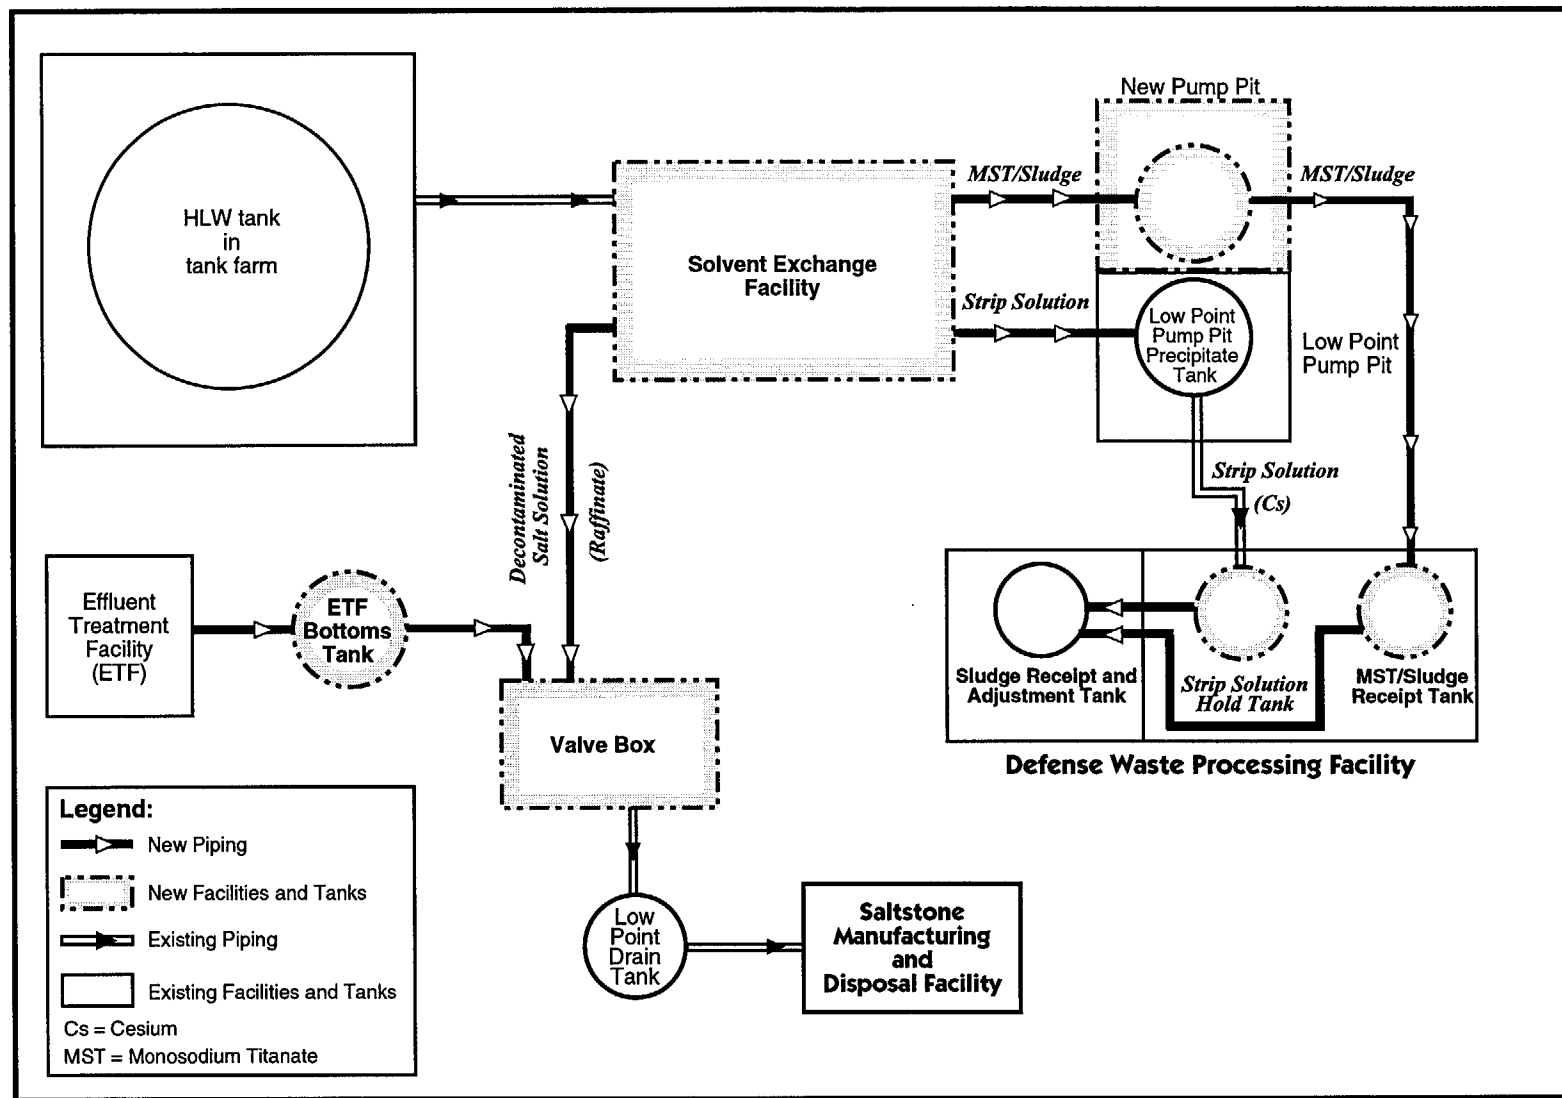 New Pump Pit
HLW tank
in
tank farm
MST/Sludge
MST/Sludge
Solvent Exchange
Facility
Strip Solution
Low Point
Pump Pit
Precipitate
Tank
Low Point
Pump Pit
Decontaminated
Salt Solution
(Raffinate)
Strip Solution
(Cs)
Effluent
Treatment
Facility
(ETF)
ETF
Bottoms
Tank
Sludge Receipt and
Adjustment Tank
Strip Solution
Hold Tank
MST/Sludge
Receipt Tank
Valve Box
Defense Waste Processing Facility
Legend:
New Piping
New Facilities and Tanks
Existing Piping
Existing Facilities and Tanks
Cs = Cesium
MST = Monosodium Titanate
Low
Point
Drain
Tank
Saltstone
Manufacturing
and
Disposal Facility